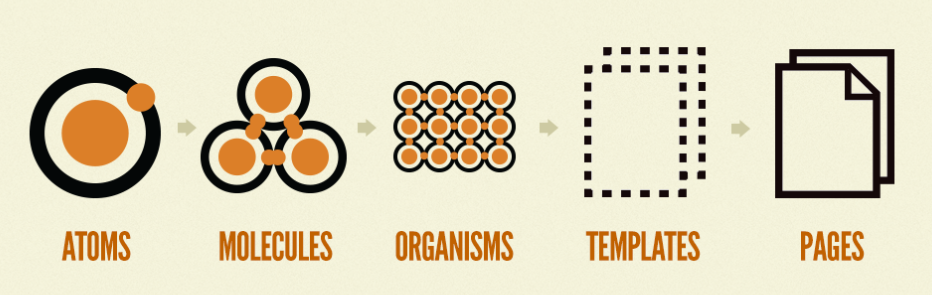 ATOMS MOLECULES ORGANISMS TEMPLATES PAGES